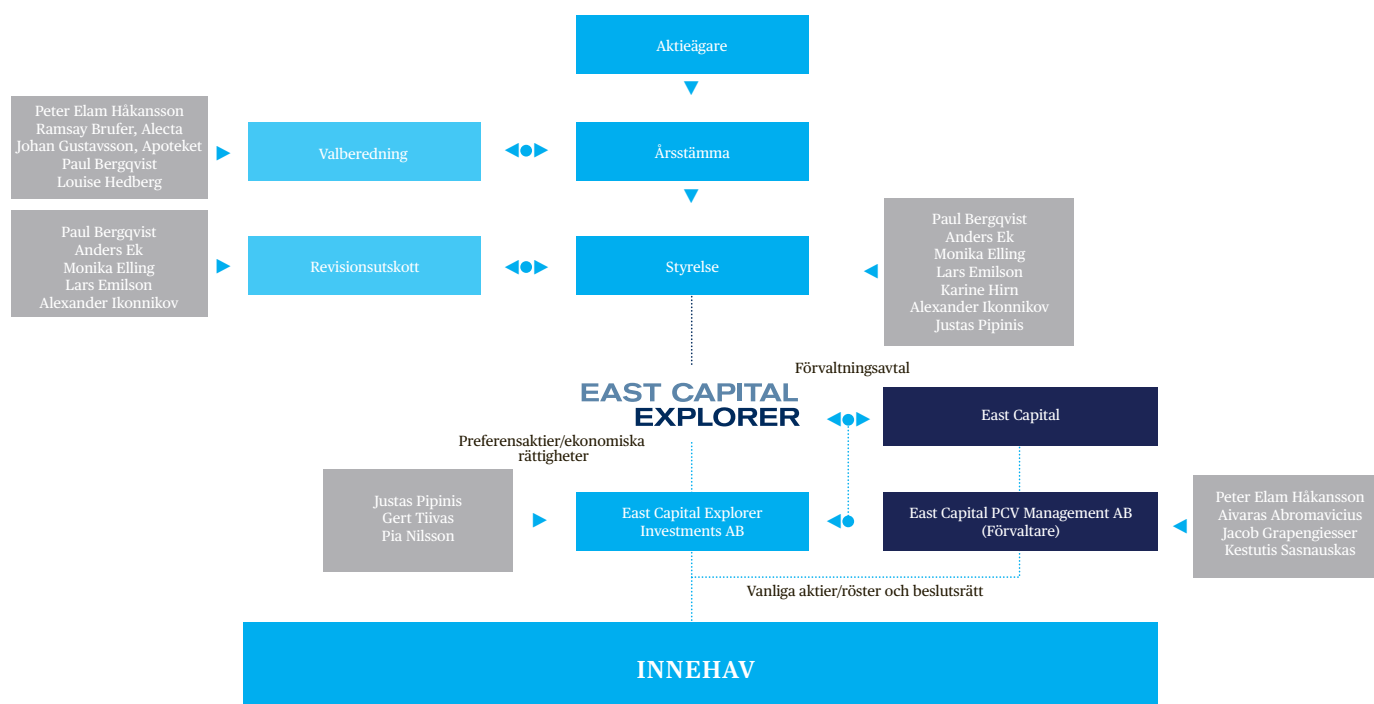 Aktieägare
Peter Elam Håkansson
Ramsay Brufer, Alecta
Johan Gustavsson, Apoteket
Paul Bergqvist
Louise Hedberg
Valberedning
Årsstämma
Paul Bergqvist
Anders Ek
Monika Elling
Lars Emilson
Alexander Ikonnikov
Revisionsutskott
Styrelse
Paul Bergqvist
Anders Ek
Monika Elling
Lars Emilson
Karine Hirn
Alexander Ikonnikov
Justas Pipinis
Förvaltningsavtal
EAST CAPITAL
EXPLORER
East Capital
Preferensaktier/ekonomiska
rättigheter
Justas Pipinis
Gert Tiivas
Pia Nilsson
East Capital Explorer
Investments AB
East Capital PCV Management AB
(Förvaltare)
Peter Elam Håkansson
Aivaras Abromavicius
Jacob Grapengiesser
Kestutis Sasnauskas
Vanliga aktier/röster och beslutsrätt
INNEHAV